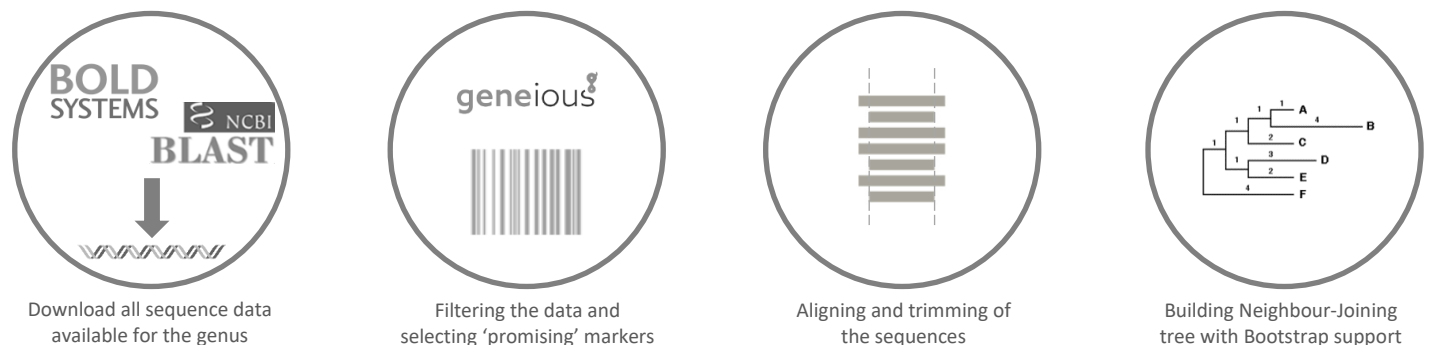 BOLD
SYSTEMS
NCBI
BLAST
Download all sequence data
available for the genus
geneious
Filtering the data and
selecting ‘promising’ markers
Aligning and trimming of
the sequences
1
1
A
4
B
1
2
C
1
3
D
1
2
E
4
F
Building Neighbour-Joining
tree with Bootstrap support